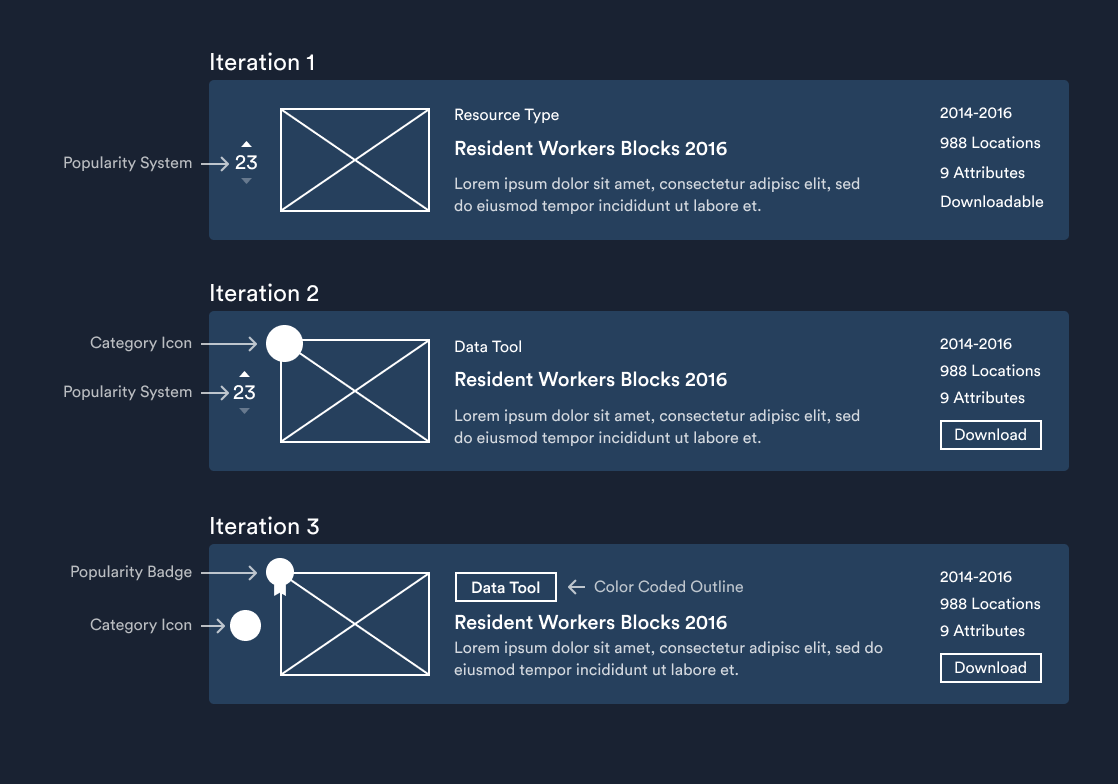 Iteration 1
Popularity System
23
Resource Type
Resident Workers Blocks 2016
Lorem ipsum dolor sit amet, consectetur adipisc elit, sed
do eiusmod tempor incididunt ut labore et.
2014-2016
988 Locations
9 Attributes
Downloadable
Iteration 2
Category Icon
Popularity System
23
Data Tool
Resident Workers Blocks 2016
Lorem ipsum dolor sit amet, consectetur adipisc elit, sed
do eiusmod tempor incididunt ut labore et.
2014-2016
988 Locations
9 Attributes
Download
Iteration 3
Popularity Badge
Category Icon
Data Tool
Color Coded Outline
Resident Workers Blocks 2016
Lorem ipsum dolor sit amet, consectetur adipisc elit, sed do
eiusmod tempor incididunt ut labore et.
2014-2016
988 Locations
9 Attributes
Download